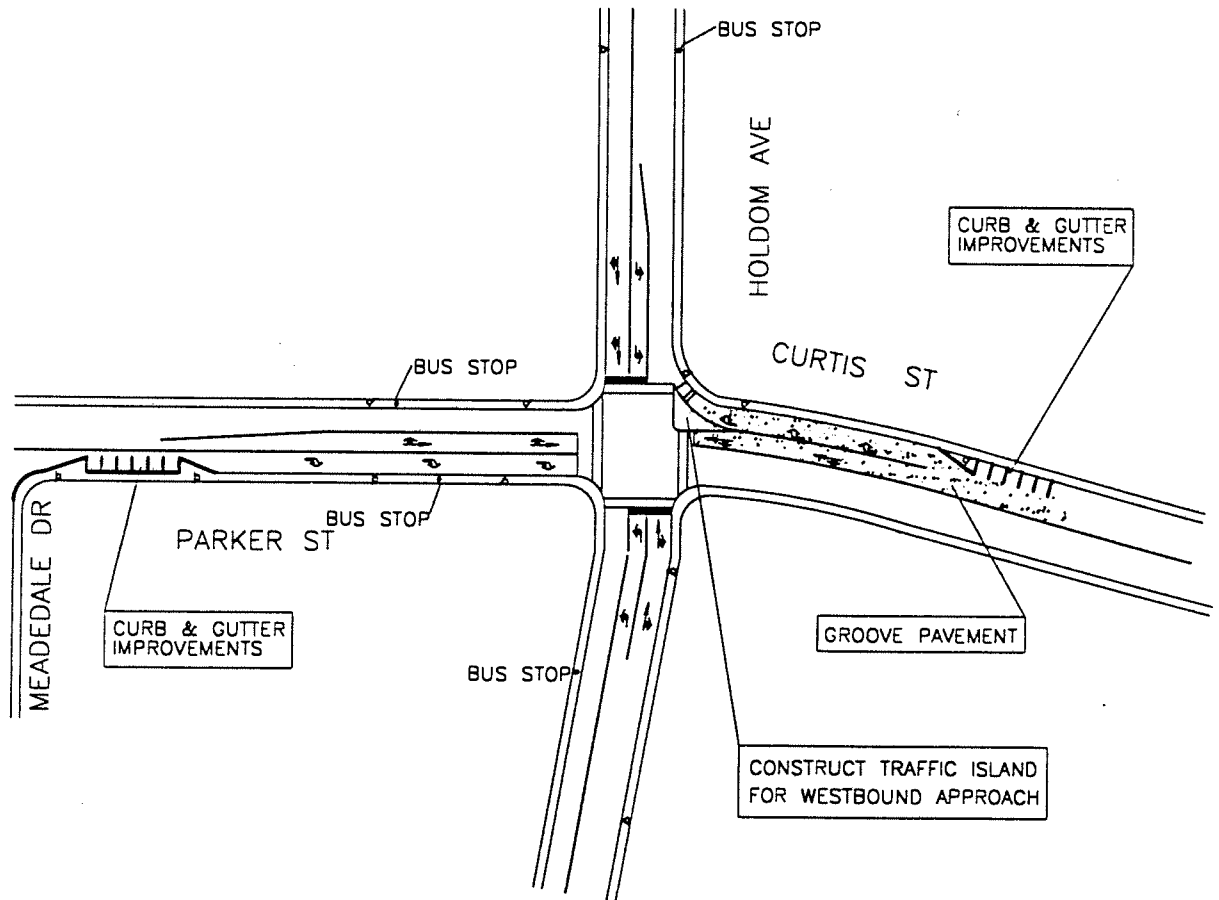 BUS STOP
HOLDOM AVE
CURB & GUTTER
IMPROVEMENTS
CURTIS ST
BUS STOP
BUS STOP
PARKER ST
MEADEDALE DR
CURB & GUTTER
IMPROVEMENTS
GROOVE PAVEMENT
BUS STOP
CONSTRUCT TRAFFIC ISLAND
FOR WESTBOUND APPROACH